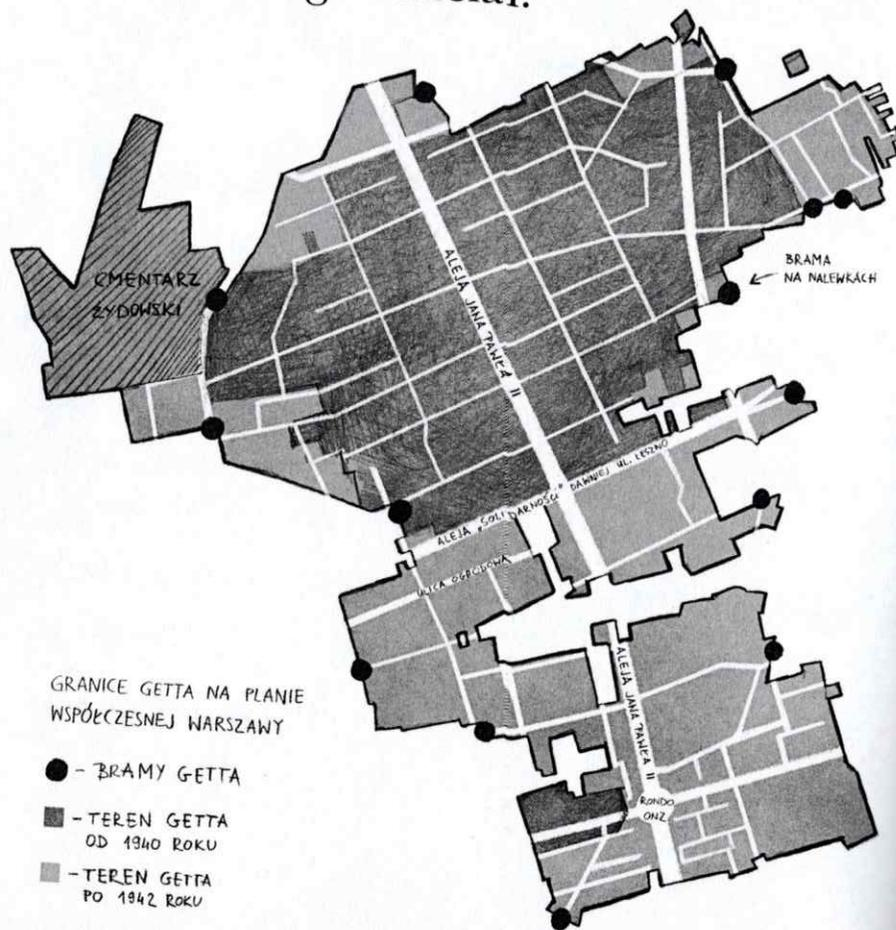 CMENTARZ
ŻYDOWSKI
BRAMA
NA NALEWKACH
ALEJA JANA PAWŁA II
ALEJA „SOLIDARNOŚCI” DAWNIEJ UL. LESZNO
ULICA OGRODOWA
ALEJA JANA PAWŁA II
RONDO
ONZ
GRANICE GETTA NA PLANIE
WSPÓŁCZESNEJ WARSZAWY
- BRAMY GETTA
- TEREN GETTA
OD 1940 ROKU
- TEREN GETTA
PO 1942 ROKU